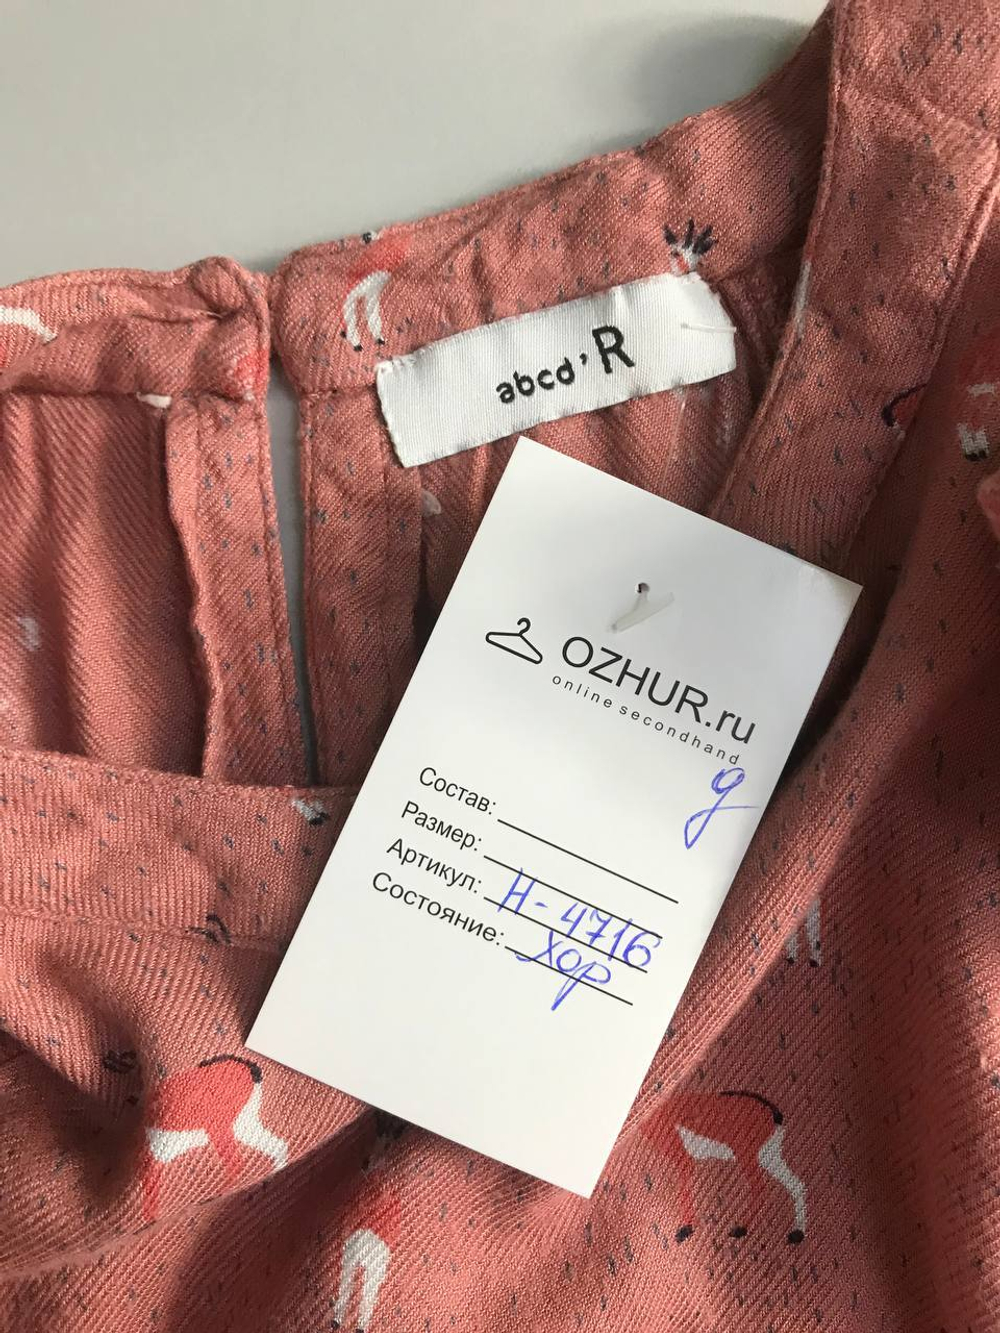 abcd'R
OZHUR.ru
online secondhand
g
Состав:
Размер:
Артикул: Н-4716
Состояние: хор